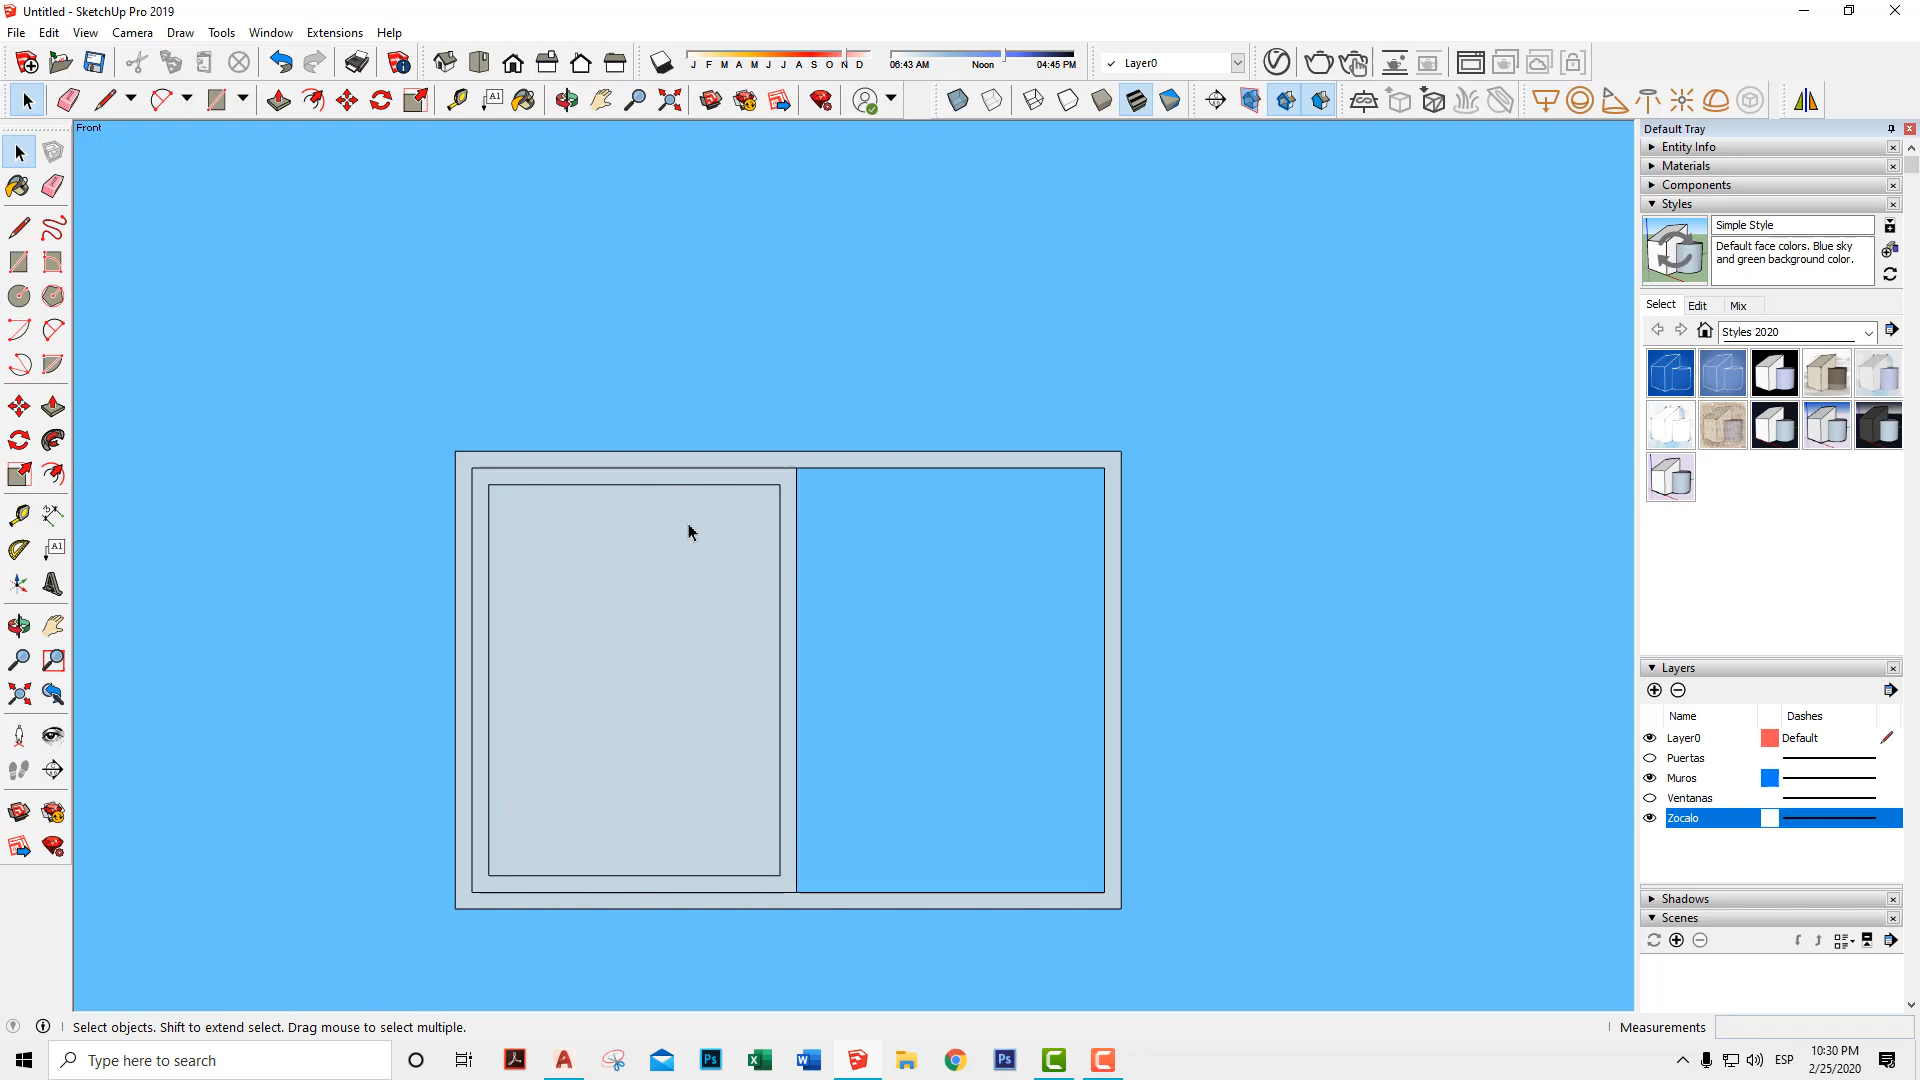 Untitled - SketchUp Pro 2019
File Edit View Camera Draw Tools Window Extensions Help
J F M A M J J A S O N D
06:43 AM Noon 04:45 PM
Layer0
A1
Front
Default Tray
Entity Info
Materials
Components
Styles
Simple Style
Default face colors. Blue sky and green background color.
Select Edit Mix
Styles 2020
A1
Layers
Name Dashes
Layer0 Default
Puertas
Muros
Ventanas
Zocalo
Shadows
Scenes
Select objects. Shift to extend select. Drag mouse to select multiple.
Measurements
Type here to search
Ps
Ps
ESP
10:30 PM
2/25/2020